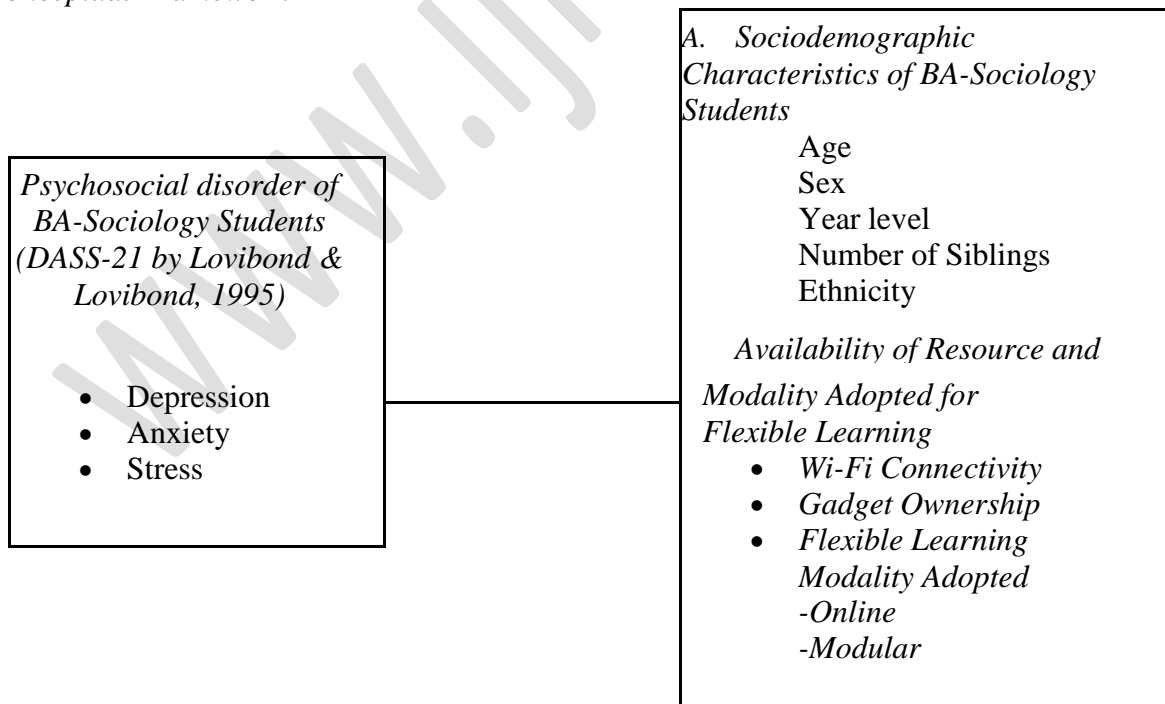 Psychosocial disorder of
BA-Sociology Students
(DASS-21 by Lovibond &
Lovibond, 1995)
• Depression
• Anxiety
• Stress
A. Sociodemographic
Characteristics of BA-Sociology
Students
Age
Sex
Year level
Number of Siblings
Ethnicity
Availability of Resource and
Modality Adopted for
Flexible Learning
• Wi-Fi Connectivity
• Gadget Ownership
• Flexible Learning
Modality Adopted
-Online
-Modular